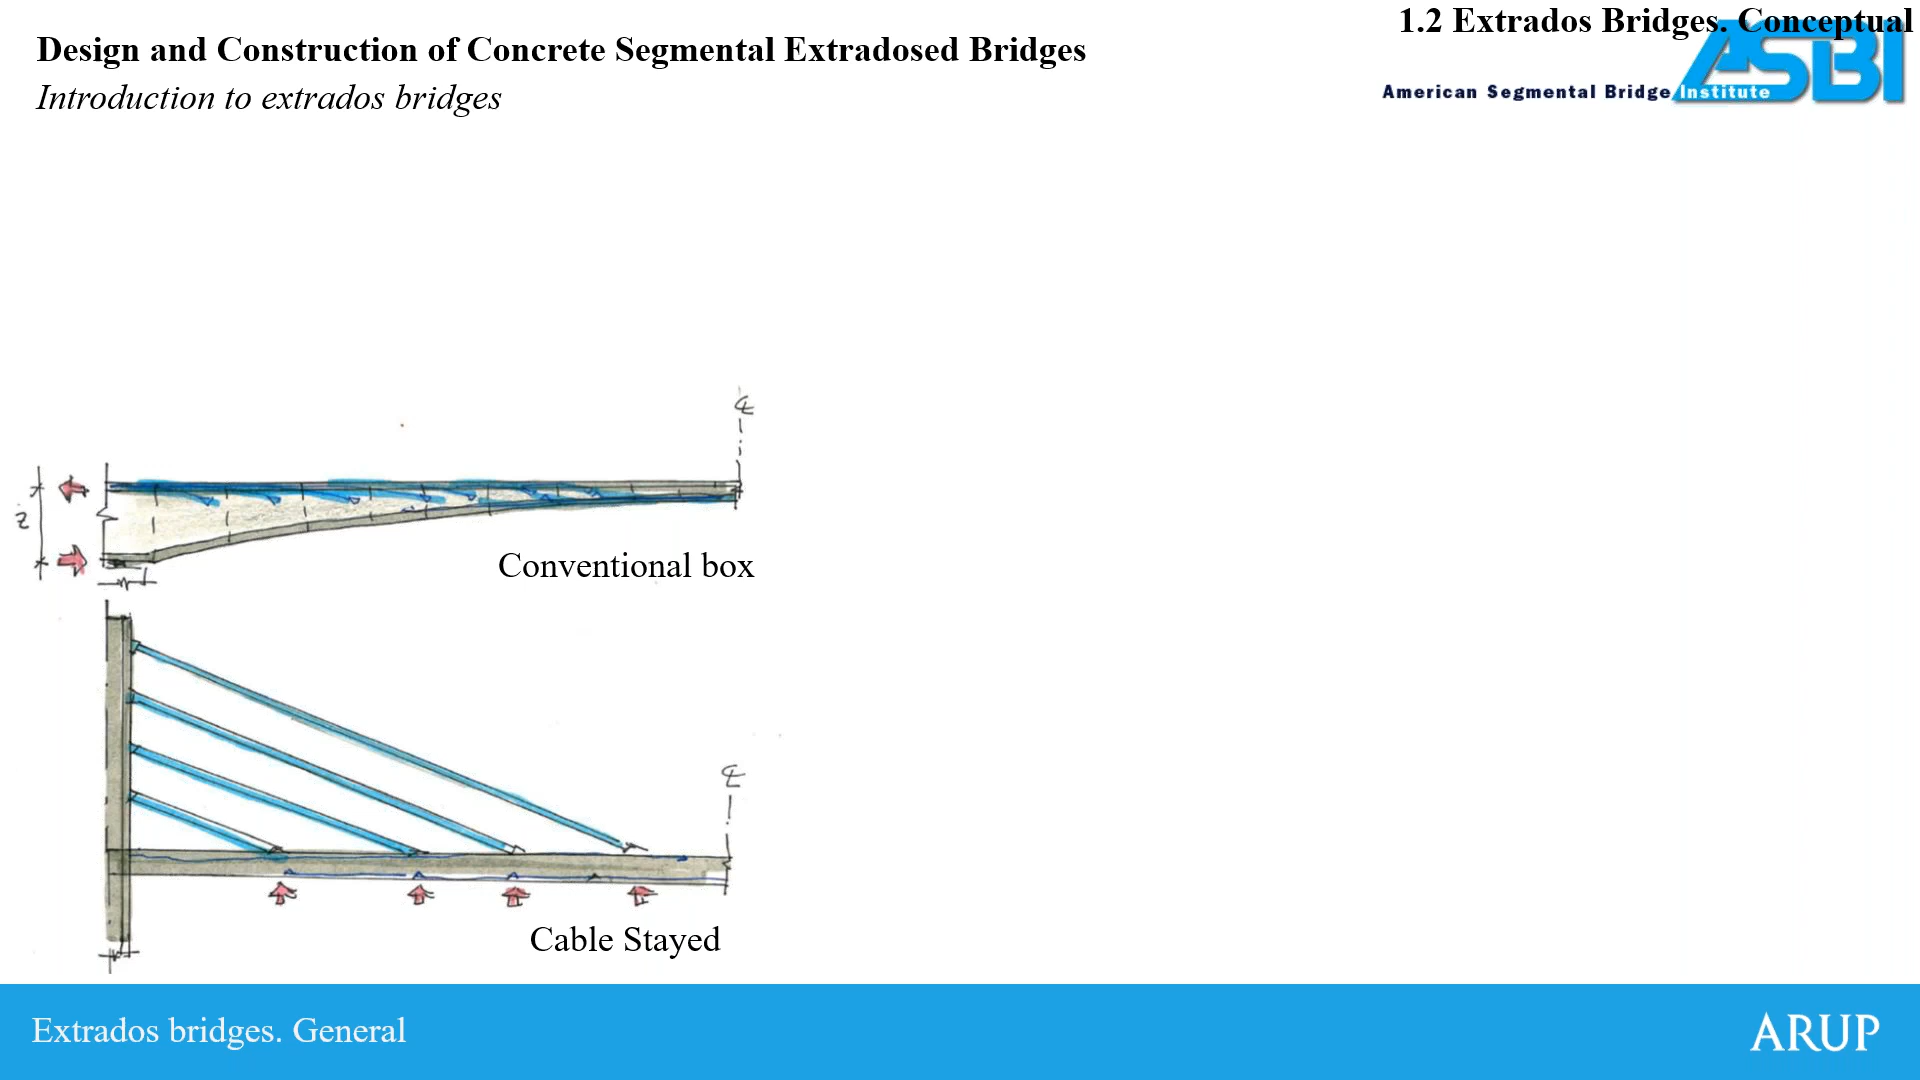 1.2 Extrados Bridges. Conceptual
Design and Construction of Concrete Segmental Extradosed Bridges
Introduction to extrados bridges
ASBI
American Segmental Bridge Institute
℄
z
Conventional box
℄
Cable Stayed
Extrados bridges. General
ARUP